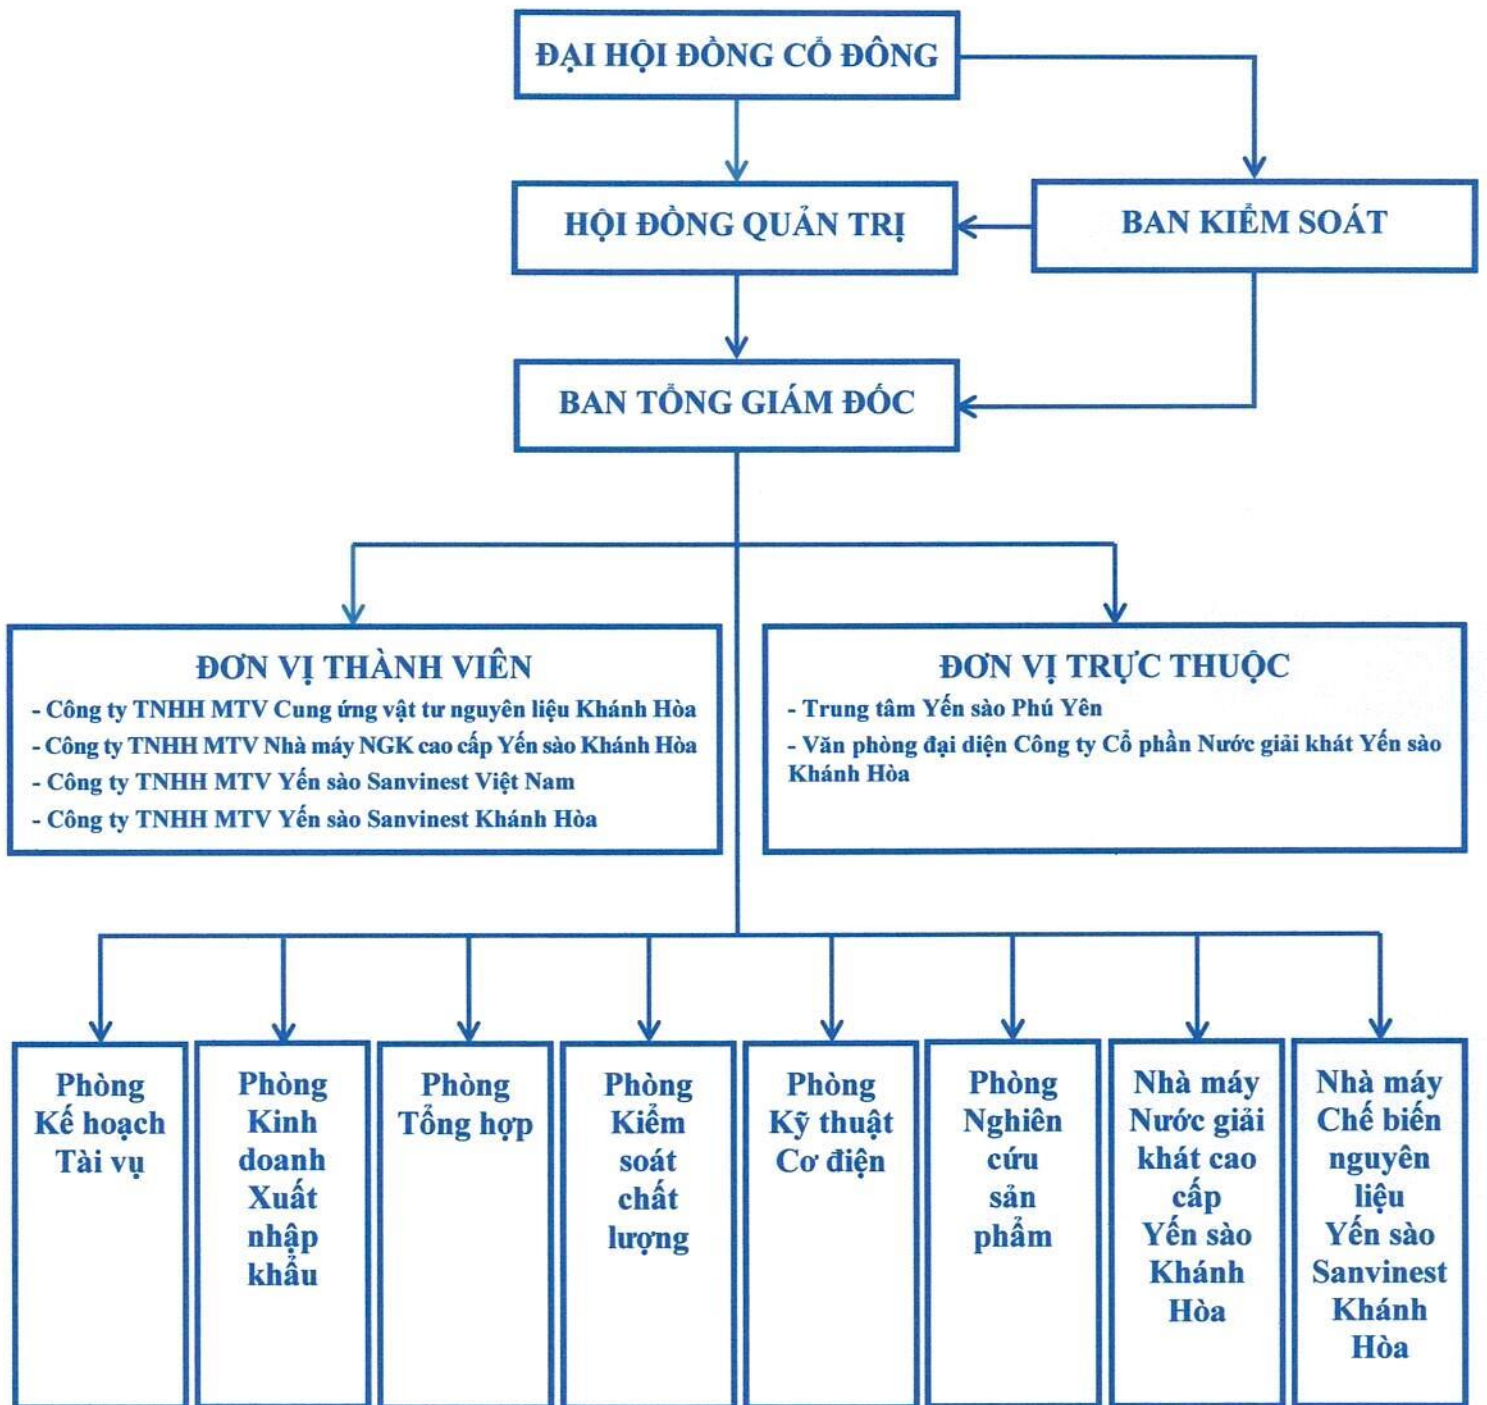 ĐẠI HỘI ĐỒNG CỔ ĐÔNG
HỘI ĐỒNG QUẢN TRỊ
BAN KIỂM SOÁT
BAN TỔNG GIÁM ĐỐC
ĐƠN VỊ THÀNH VIÊN
- Công ty TNHH MTV Cung ứng vật tư nguyên liệu Khánh Hòa
- Công ty TNHH MTV Nhà máy NGK cao cấp Yến sào Khánh Hòa
- Công ty TNHH MTV Yến sào Sanvinest Việt Nam
- Công ty TNHH MTV Yến sào Sanvinest Khánh Hòa
ĐƠN VỊ TRỰC THUỘC
- Trung tâm Yến sào Phú Yên
- Văn phòng đại diện Công ty Cổ phần Nước giải khát Yến sào
Khánh Hòa
Phòng
Kế hoạch
Tài vụ
Phòng
Kinh
doanh
Xuất
nhập
khẩu
Phòng
Tổng hợp
Phòng
Kiểm
soát
chất
lượng
Phòng
Kỹ thuật
Cơ điện
Phòng
Nghiên
cứu
sản
phẩm
Nhà máy
Nước giải
khát cao
cấp
Yến sào
Khánh
Hòa
Nhà máy
Chế biến
nguyên
liệu
Yến sào
Sanvinest
Khánh
Hòa